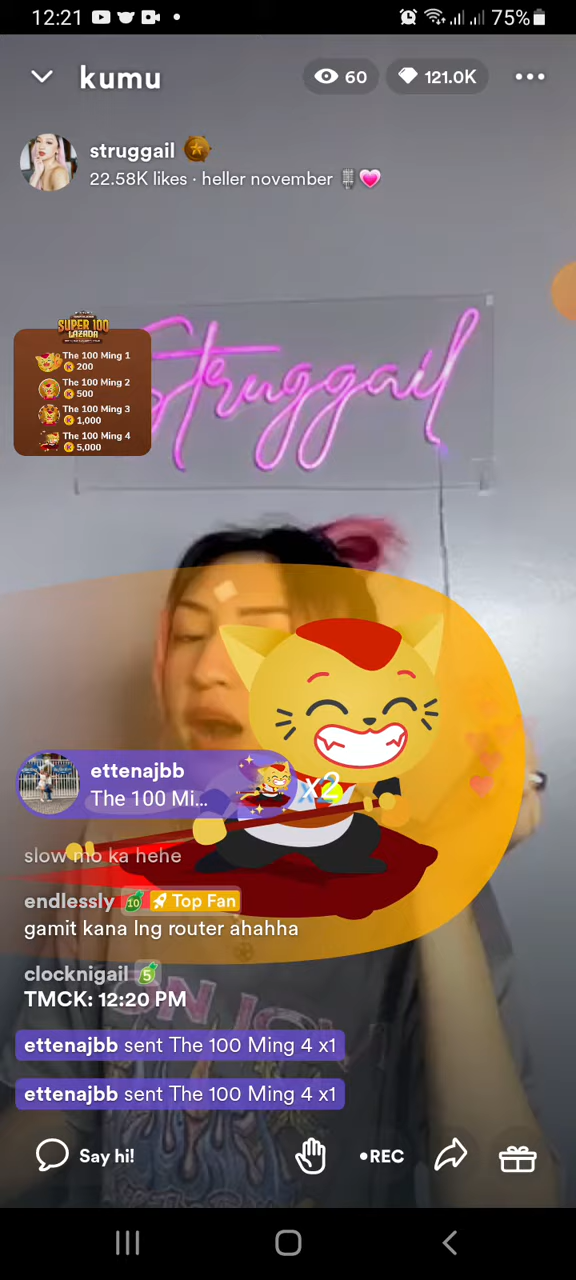 12:21
75%
kumu
60
121.0K
struggail
22.58K likes · heller november
Struggail
SUPER 100
LAZADA
The 100 Ming 1
200
The 100 Ming 2
500
The 100 Ming 3
1,000
The 100 Ming 4
5,000
ettenajbb
The 100 Mi... x2
slow mo ka hehe
endlessly 10 Top Fan
gamit kana lng router ahahha
clocknigail 5
TMCK: 12:20 PM
ettenajbb sent The 100 Ming 4 x1
ettenajbb sent The 100 Ming 4 x1
Say hi!
•REC